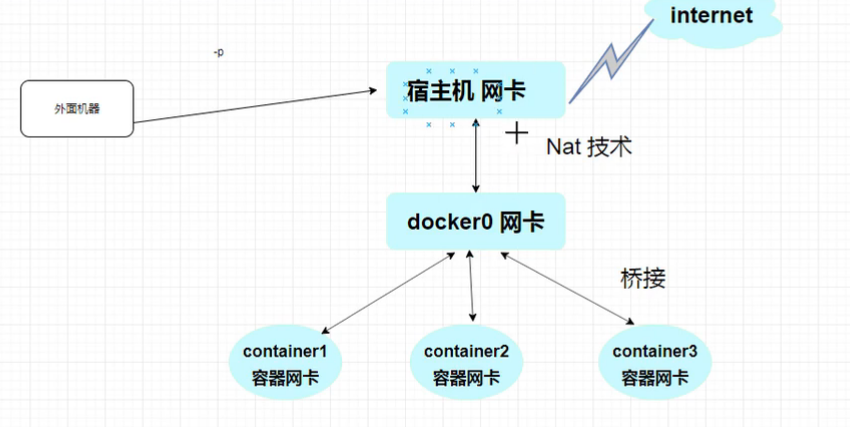 internet
-p
宿主机 网卡
外面机器
Nat 技术
docker0 网卡
桥接
container1
容器网卡
container2
容器网卡
container3
容器网卡